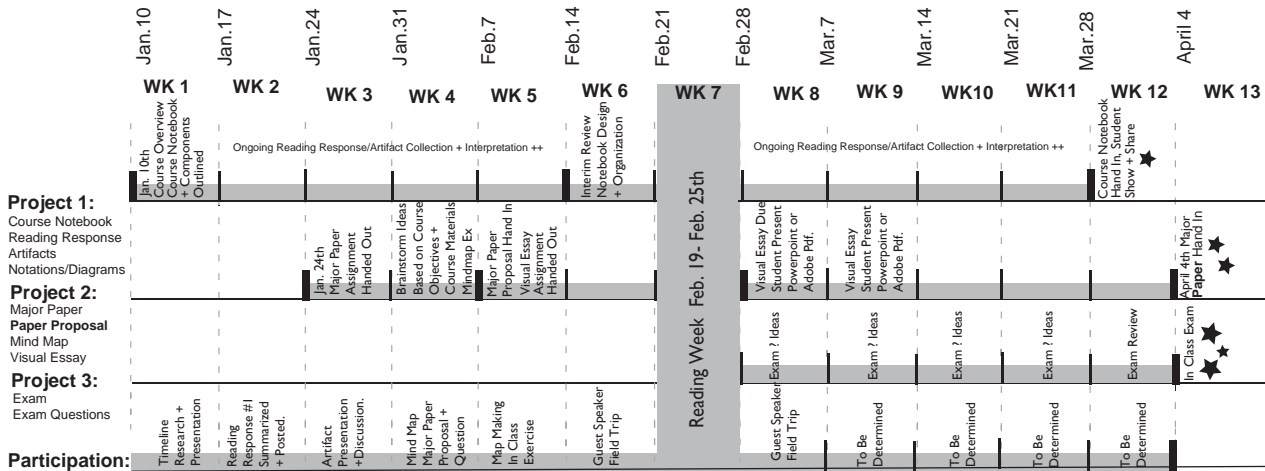 Jan.10
Jan.17
Jan.24
Jan.31
Feb.7
Feb.14
Feb.21
Feb.28
Mar.7
Mar.14
Mar.21
Mar.28
April 4
WK 1
WK 2
WK 3
WK 4
WK 5
WK 6
WK 7
WK 8
WK 9
WK10
WK11
WK 12
WK 13
Jan. 10th
Course Overview
Course Notebook
+ Components
Outlined
Ongoing Reading Response/Artifact Collection + Interpretation ++
Interim Review
Notebook Design
+ Organization
Reading Week Feb. 19- Feb. 25th
Ongoing Reading Response/Artifact Collection + Interpretation ++
Course Notebook
Hand In, Student
Show + Share
Project 1:
Course Notebook
Reading Response
Artifacts
Notations/Diagrams
Jan. 24th
Major Paper
Assignment
Handed Out
Brainstorm Ideas
Based on Course
Objectives +
Course Materials
Mindmap Ex
Major Paper
Proposal Hand In
Visual Essay
Assignment
Handed Out
Visual Essay Due
Student Present
Powerpoint or
Adobe Pdf.
Visual Essay
Student Present
Powerpoint or
Adobe Pdf.
April 4th Major
Paper Hand In
Project 2:
Major Paper
Paper Proposal
Mind Map
Visual Essay
Exam ? Ideas
Exam ? Ideas
Exam ? Ideas
Exam ? Ideas
Exam Review
In Class Exam
Project 3:
Exam
Exam Questions
Timeline
Research +
Presentation
Reading
Response #1
Summarized
+ Posted.
Artifact
Presentation
+Discussion.
Mind Map
Major Paper
Proposal +
Question
Map Making
In Class
Exercise
Guest Speaker
Field Trip
Guest Speaker
Field Trip
To Be
Determined
To Be
Determined
To Be
Determined
To Be
Determined
Participation: